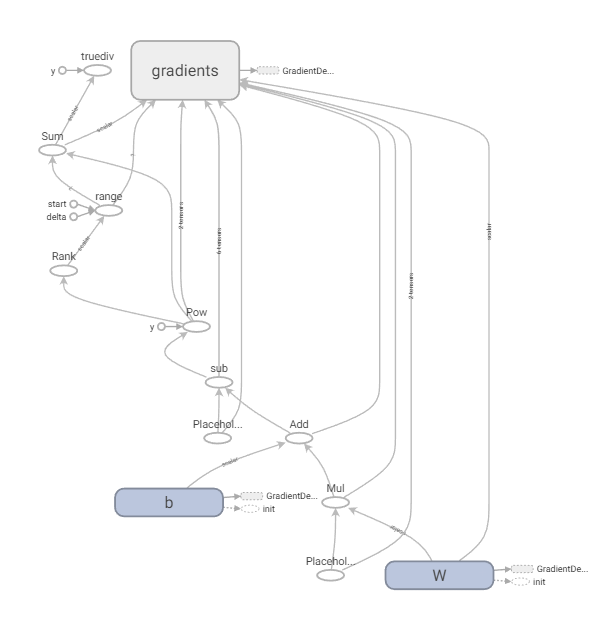 truediv
y
gradients
GradientDe...
scalar
scalar
Sum
range
start
delta
scalar
2 tensors
6 tensors
scalar
Rank
2 tensors
Pow
y
sub
Placehol...
Add
scalar
Mul
b
GradientDe...
init
scalar
Placehol...
W
GradientDe...
init